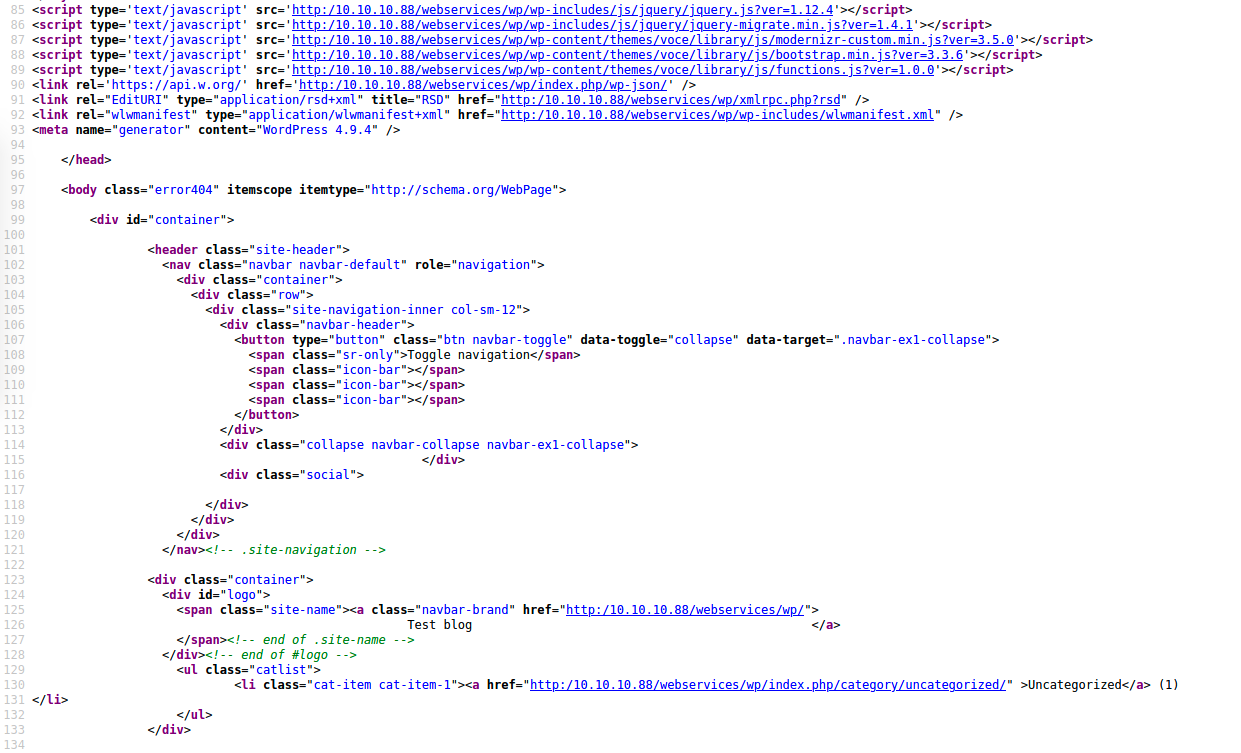 85 <script type='text/javascript' src='http:/10.10.10.88/webservices/wp/wp-includes/js/jquery/jquery.js?ver=1.12.4'></script>
86 <script type='text/javascript' src='http:/10.10.10.88/webservices/wp/wp-includes/js/jquery/jquery-migrate.min.js?ver=1.4.1'></script>
87 <script type='text/javascript' src='http:/10.10.10.88/webservices/wp/wp-content/themes/voce/library/js/modernizr-custom.min.js?ver=3.5.0'></script>
88 <script type='text/javascript' src='http:/10.10.10.88/webservices/wp/wp-content/themes/voce/library/js/bootstrap.min.js?ver=3.3.6'></script>
89 <script type='text/javascript' src='http:/10.10.10.88/webservices/wp/wp-content/themes/voce/library/js/functions.js?ver=1.0.0'></script>
90 <link rel='https://api.w.org/' href='http:/10.10.10.88/webservices/wp/index.php/wp-json/' />
91 <link rel="EditURI" type="application/rsd+xml" title="RSD" href="http:/10.10.10.88/webservices/wp/xmlrpc.php?rsd" />
92 <link rel="wlwmanifest" type="application/wlwmanifest+xml" href="http:/10.10.10.88/webservices/wp/wp-includes/wlwmanifest.xml" />
93 <meta name="generator" content="WordPress 4.9.4" />
94
95 </head>
96
97 <body class="error404" itemscope itemtype="http://schema.org/WebPage">
98
99 <div id="container">
100
101 <header class="site-header">
102 <nav class="navbar navbar-default" role="navigation">
103 <div class="container">
104 <div class="row">
105 <div class="site-navigation-inner col-sm-12">
106 <div class="navbar-header">
107 <button type="button" class="btn navbar-toggle" data-toggle="collapse" data-target=".navbar-ex1-collapse">
108 <span class="sr-only">Toggle navigation</span>
109 <span class="icon-bar"></span>
110 <span class="icon-bar"></span>
111 <span class="icon-bar"></span>
112 </button>
113 </div>
114 <div class="collapse navbar-collapse navbar-ex1-collapse">
115 </div>
116 <div class="social">
117
118 </div>
119 </div>
120 </div>
121 </nav><!-- .site-navigation -->
122
123 <div class="container">
124 <div id="logo">
125 <span class="site-name"><a class="navbar-brand" href="http:/10.10.10.88/webservices/wp/">
126 Test blog </a>
127 </span><!-- end of .site-name -->
128 </div><!-- end of #logo -->
129 <ul class="catlist">
130 <li class="cat-item cat-item-1"><a href="http:/10.10.10.88/webservices/wp/index.php/category/uncategorized/" >Uncategorized</a> (1)
131 </li>
132 </ul>
133 </div>
134